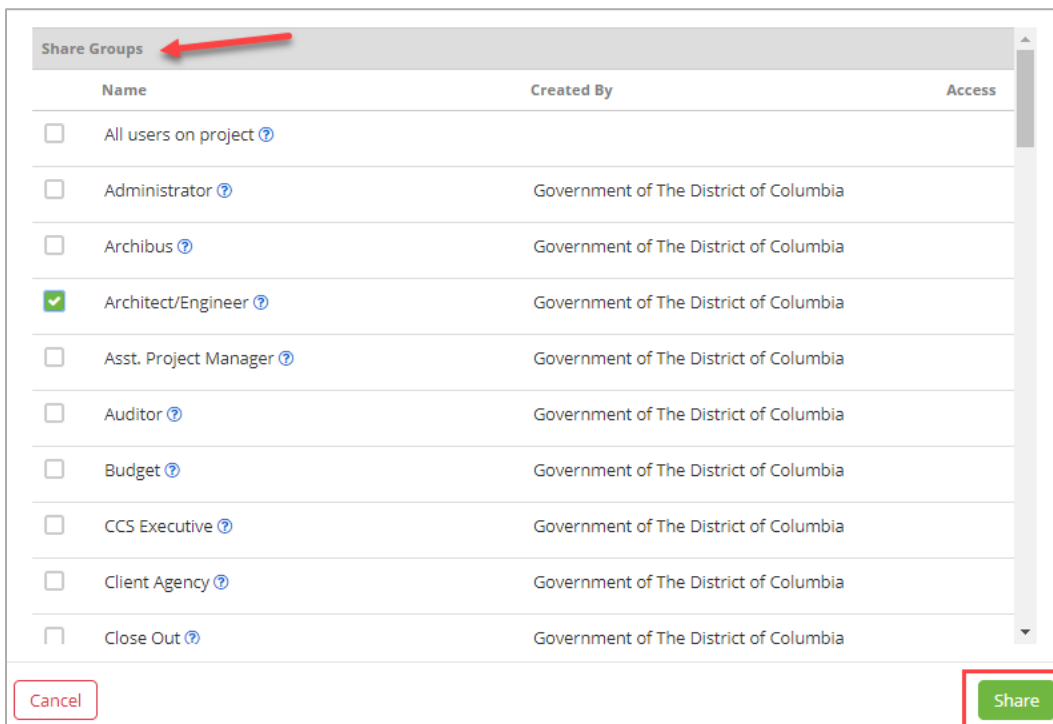 Share Groups
Name Created By Access
All users on project
Administrator Government of The District of Columbia
Archibus Government of The District of Columbia
Architect/Engineer Government of The District of Columbia
Asst. Project Manager Government of The District of Columbia
Auditor Government of The District of Columbia
Budget Government of The District of Columbia
CCS Executive Government of The District of Columbia
Client Agency Government of The District of Columbia
Close Out Government of The District of Columbia
Cancel Share